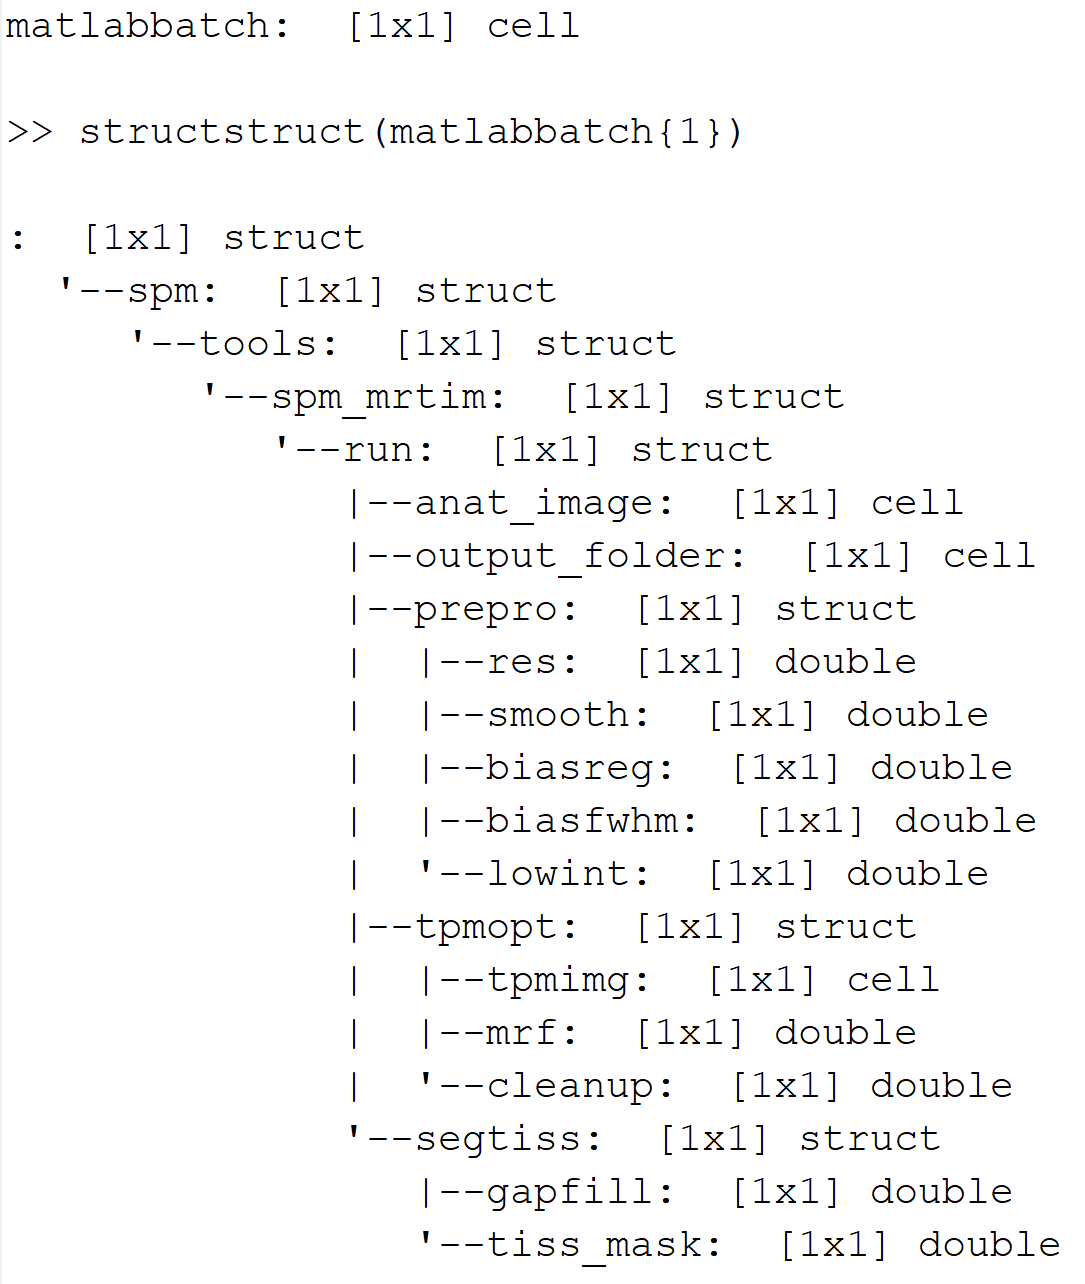 matlabbatch:  [1x1] cell
>> structstruct(matlabbatch{1})
:  [1x1] struct
  '--spm:  [1x1] struct
     '--tools:  [1x1] struct
        '--spm_mrtim:  [1x1] struct
           '--run:  [1x1] struct
              |--anat_image:  [1x1] cell
              |--output_folder:  [1x1] cell
              |--prepro:  [1x1] struct
              |  |--res:  [1x1] double
              |  |--smooth:  [1x1] double
              |  |--biasreg:  [1x1] double
              |  |--biasfwhm:  [1x1] double
              |  '--lowint:  [1x1] double
              |--tpmopt:  [1x1] struct
              |  |--tpmimg:  [1x1] cell
              |  |--mrf:  [1x1] double
              |  '--cleanup:  [1x1] double
              '--segtiss:  [1x1] struct
                 |--gapfill:  [1x1] double
                 '--tiss_mask:  [1x1] double